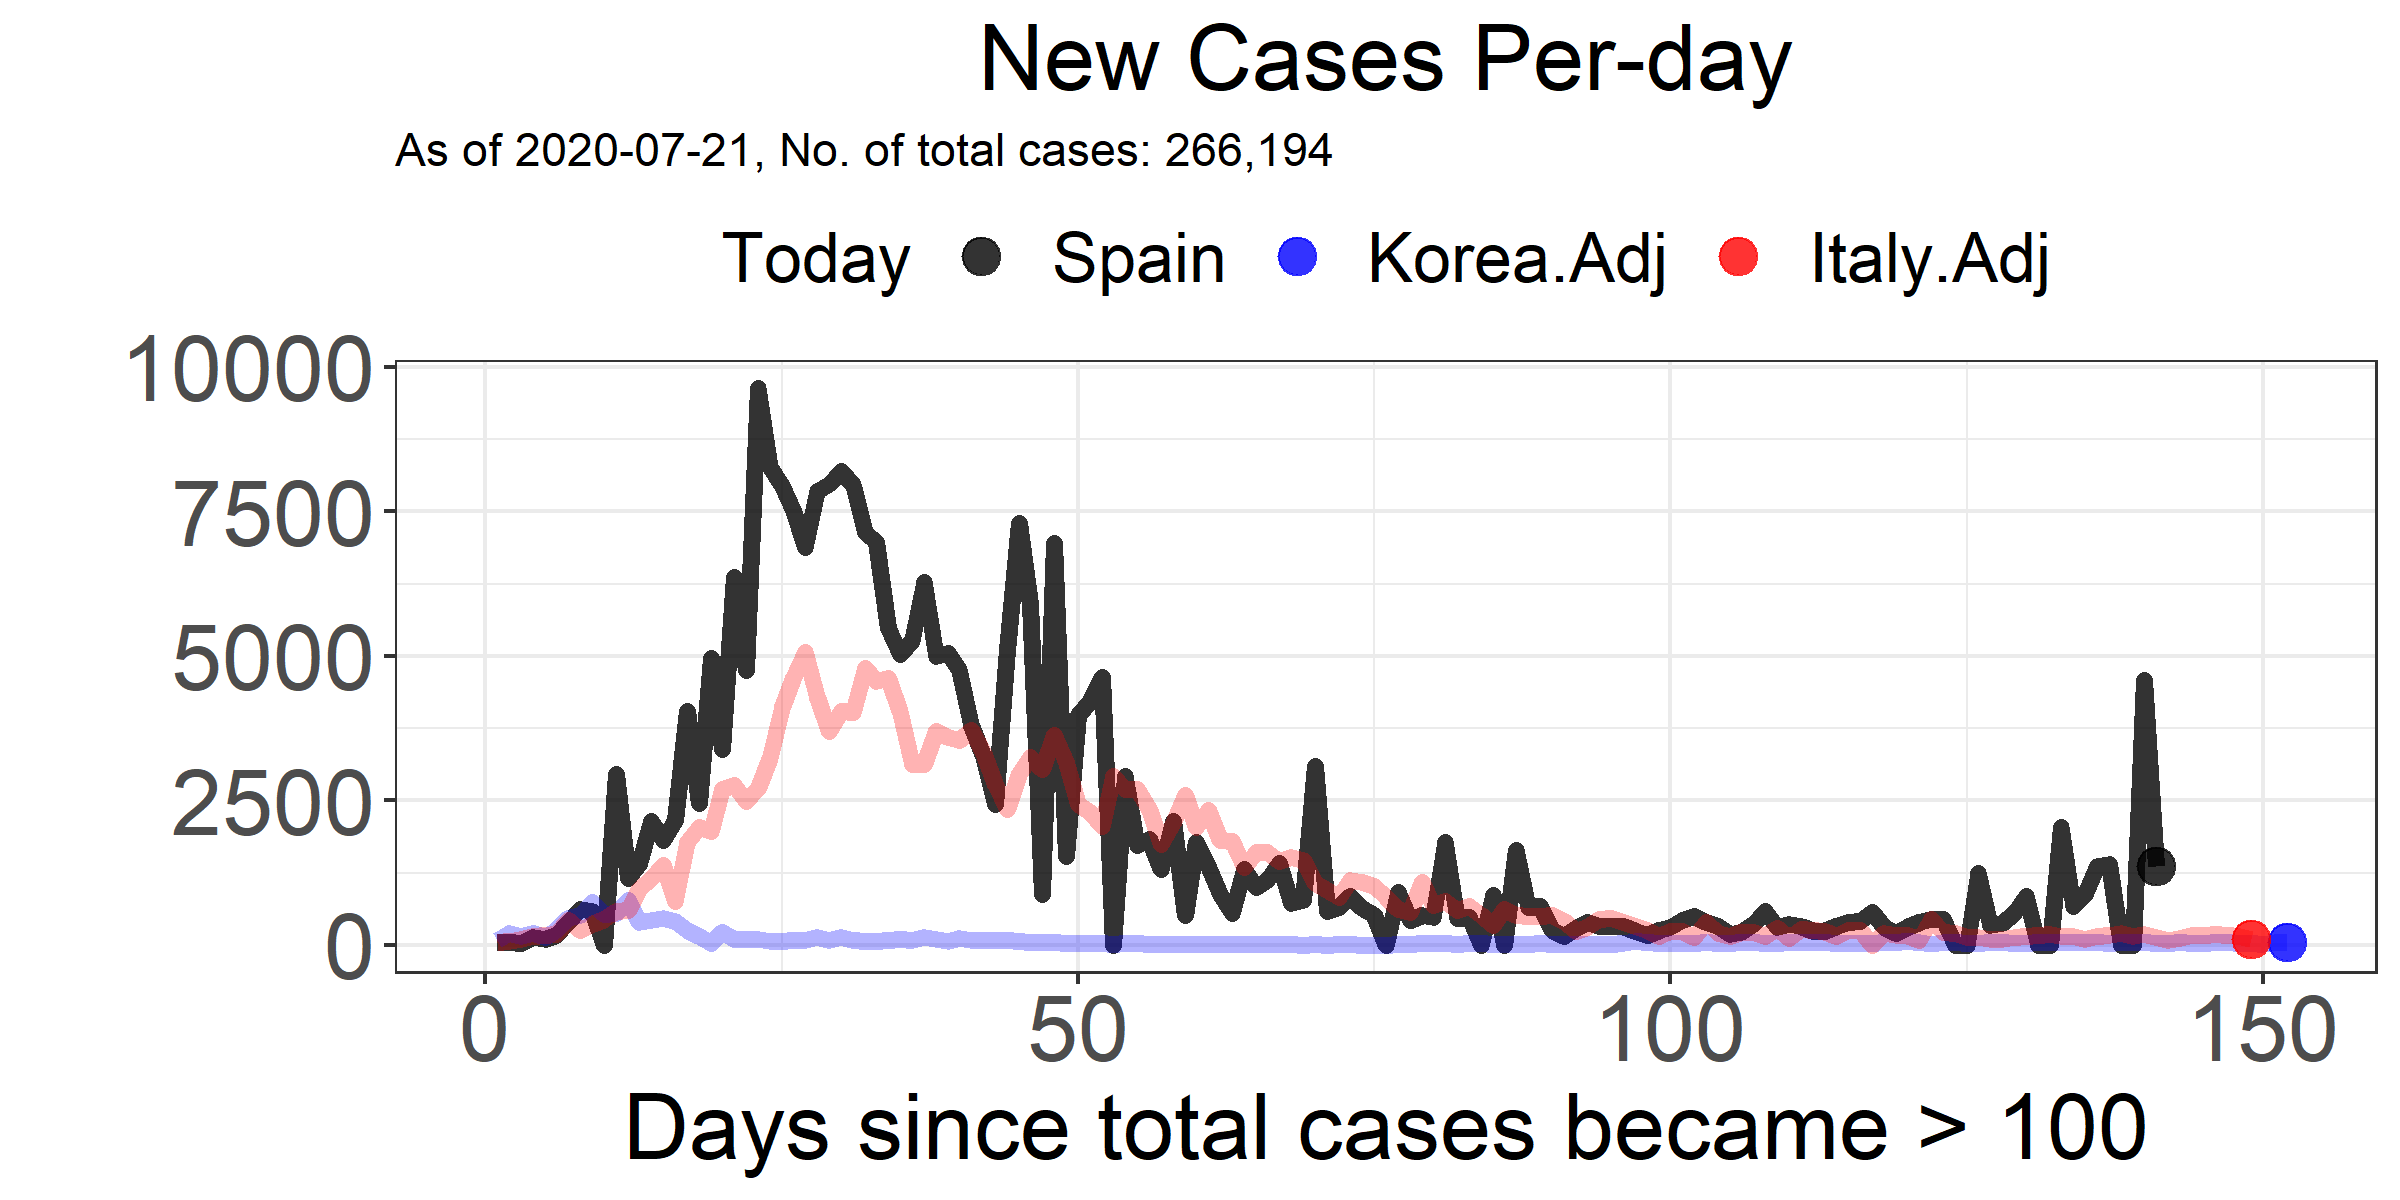 New Cases Per-day
As of 2020-07-21, No. of total cases: 266,194
Today Spain Korea.Adj Italy.Adj
10000
7500
5000
2500
0
0 50 100 150
Days since total cases became > 100